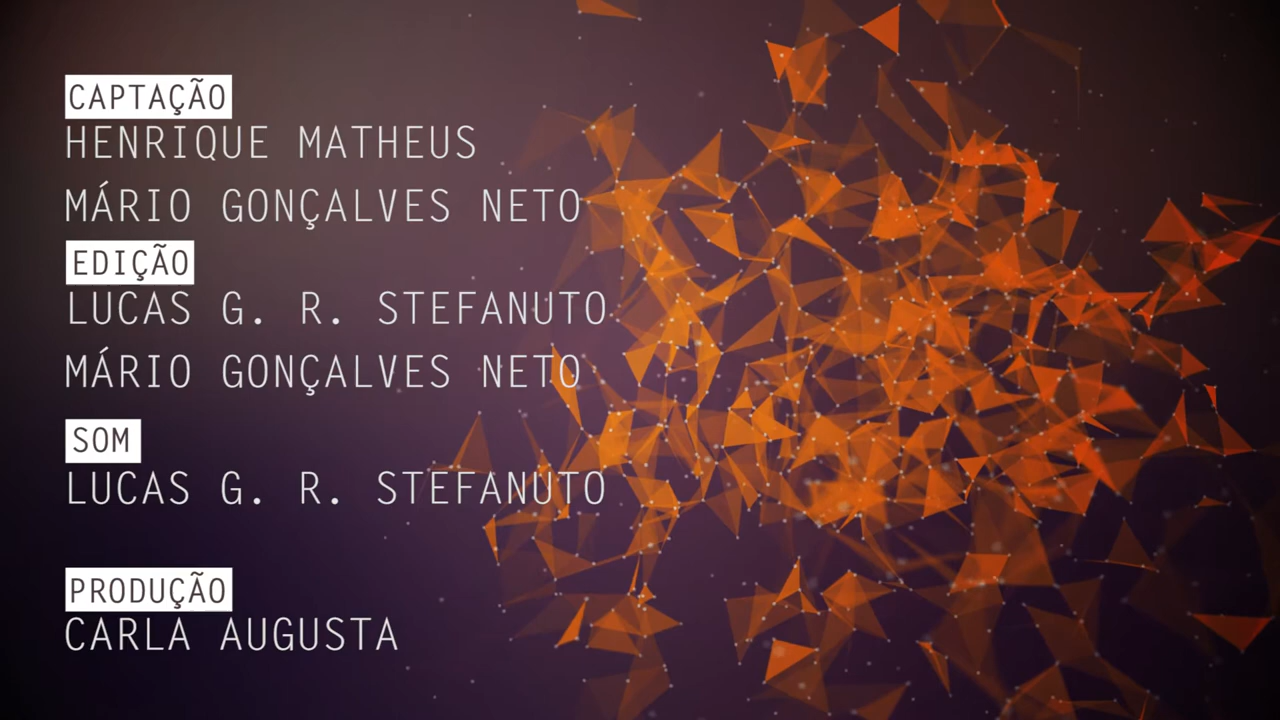 CAPTAÇÃO
HENRIQUE MATHEUS
MÁRIO GONÇALVES NETO
EDIÇÃO
LUCAS G. R. STEFANUTO
MÁRIO GONÇALVES NETO
SOM
LUCAS G. R. STEFANUTO
PRODUÇÃO
CARLA AUGUSTA